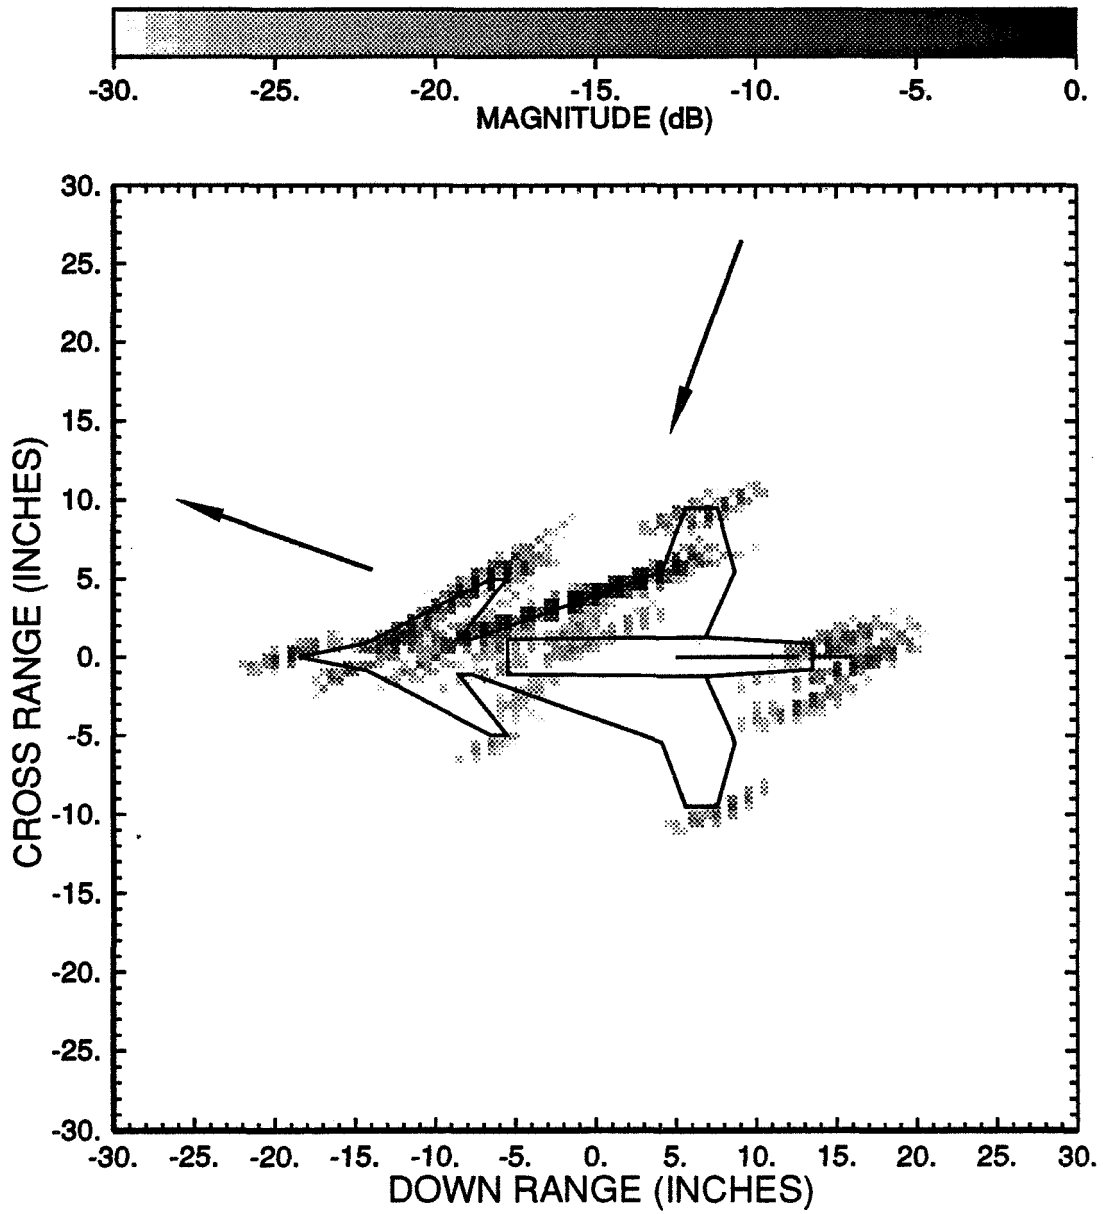 -30. -25. -20. -15. -10. -5. 0.
MAGNITUDE (dB)
30.
25.
20.
15.
10.
5.
0.
-5.
-10.
-15.
-20.
-25.
-30.
CROSS RANGE (INCHES)
-30. -25. -20. -15. -10. -5. 0. 5. 10. 15. 20. 25. 30.
DOWN RANGE (INCHES)